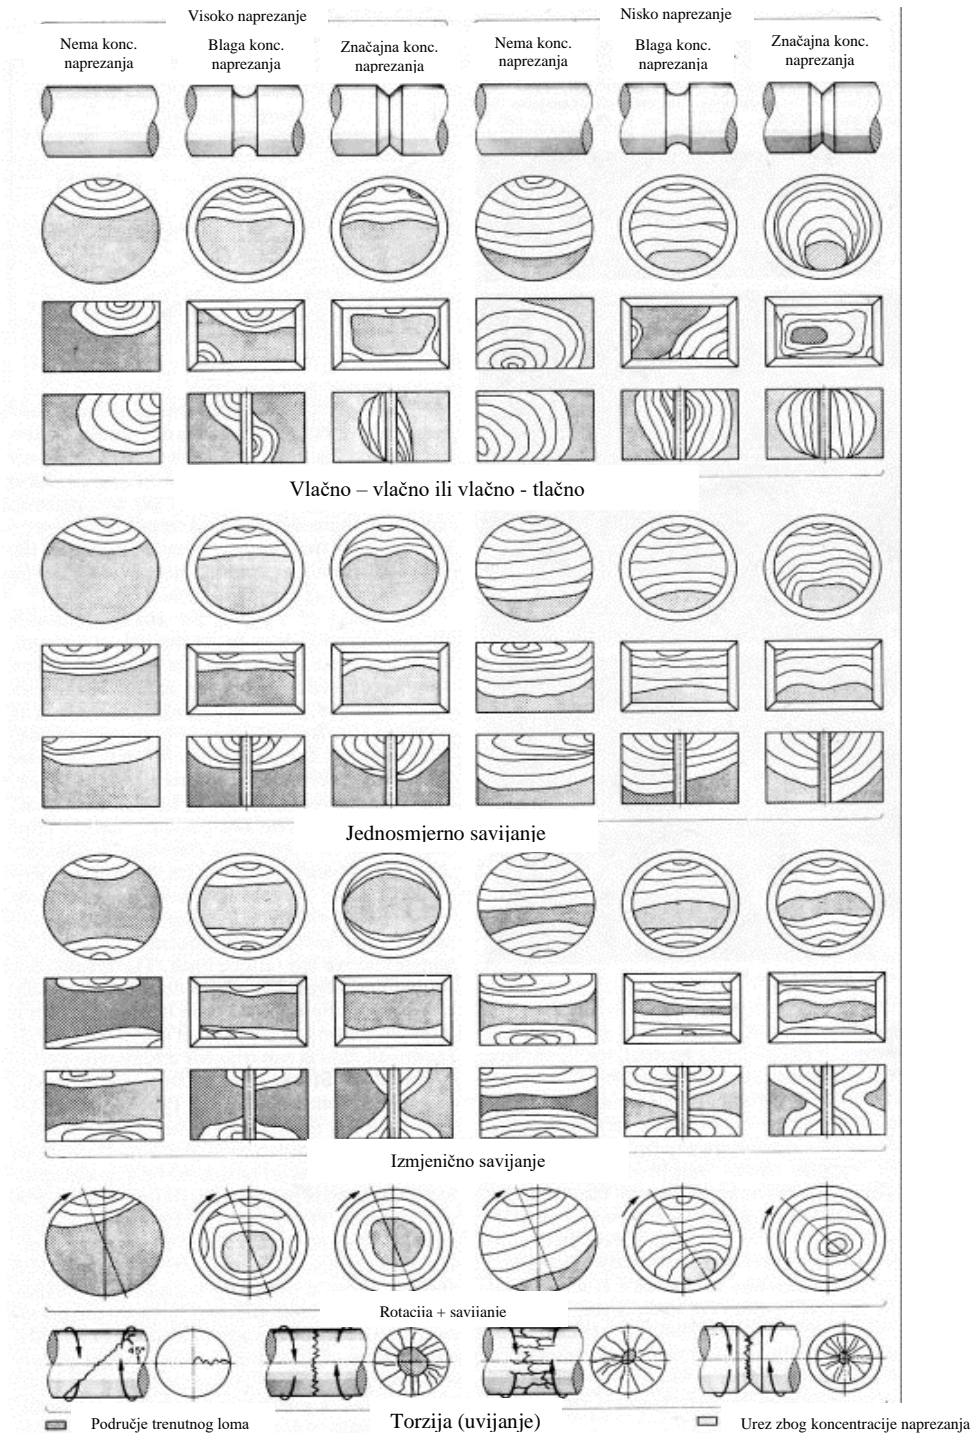 Visoko naprezanje
Nisko naprezanje
Nema konc.
naprezanja
Blaga konc.
naprezanja
Značajna konc.
naprezanja
Nema konc.
naprezanja
Blaga konc.
naprezanja
Značajna konc.
naprezanja
Vlačno – vlačno ili vlačno - tlačno
Jednosmjerno savijanje
Izmjenično savijanje
Rotacija + savijanje
45°
Područje trenutnog loma
Torzija (uvijanje)
Urez zbog koncentracije naprezanja